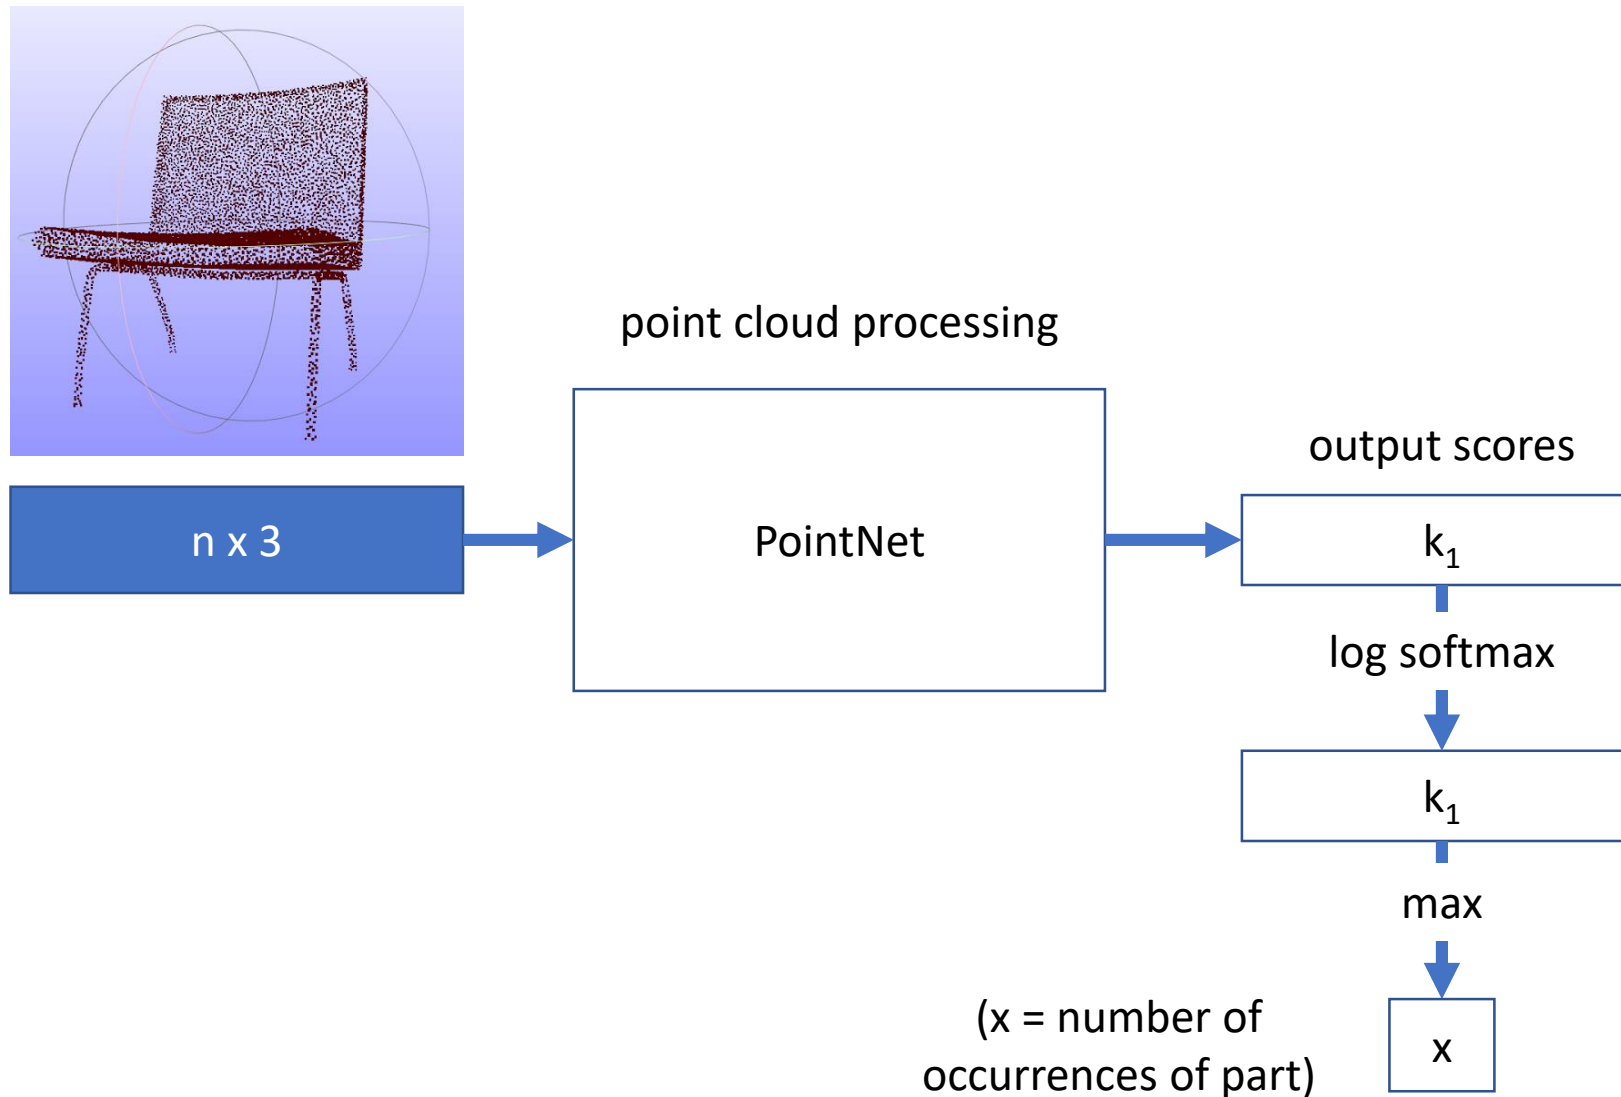 point cloud processing
n x 3
PointNet
output scores
k₁
log softmax
k₁
max
(x = number of
occurrences of part)
x